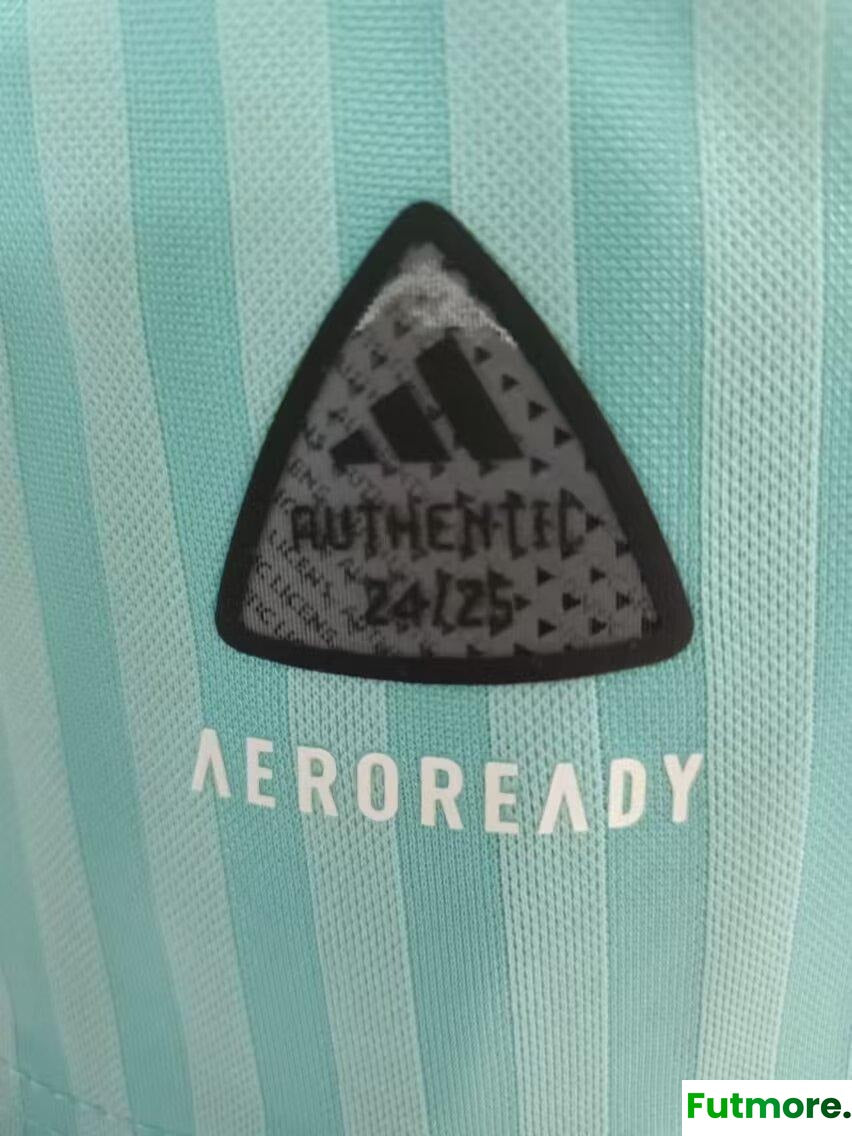 AUTHENTIC
24/25
AEROREADY
Futmore.